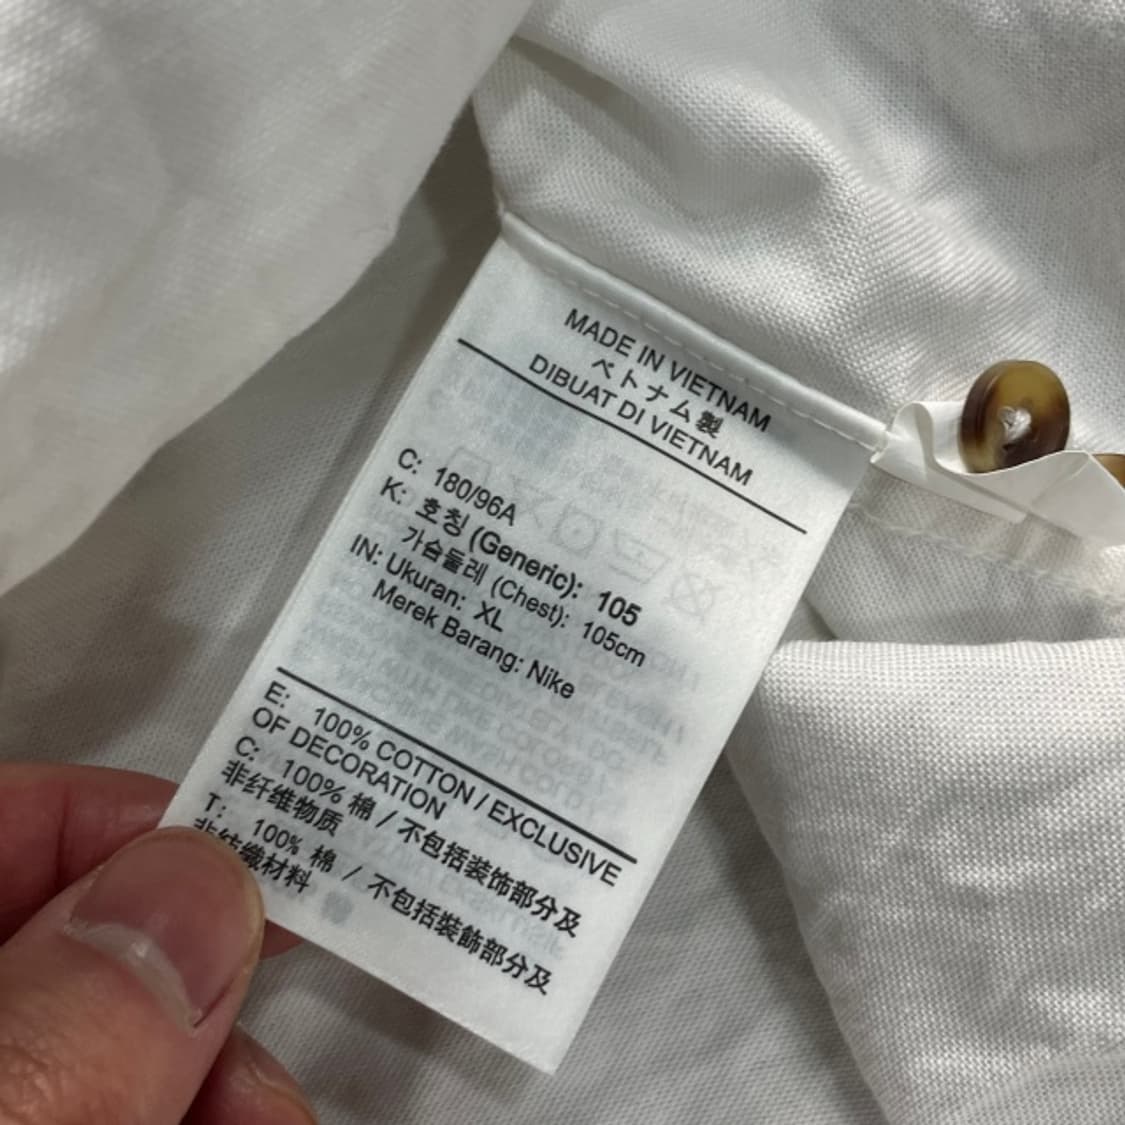 MADE IN VIETNAM
ベトナム製
DIBUAT DI VIETNAM
C: 180/96A
K: 호칭 (Generic): 105
가슴둘레 (Chest): 105cm
IN: Ukuran: XL
Merek Barang: Nike
E: 100% COTTON / EXCLUSIVE
OF DECORATION
C: 100% 棉 / 不包括装饰部分及
非纤维物质
T: 100% 棉 / 不包括裝飾部分及
非紡織材料